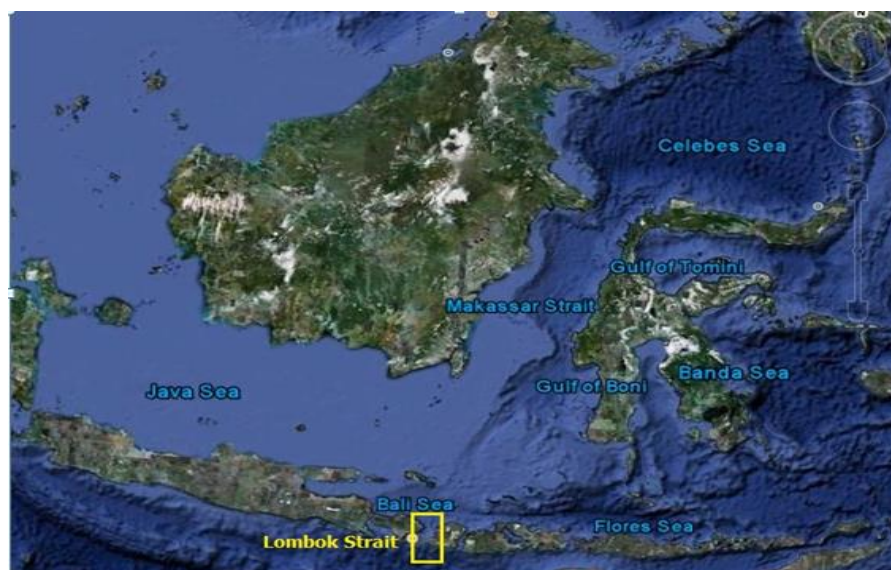 Celebes Sea
Gulf of Tomini
Makassar Strait
Banda Sea
Gulf of Boni
Java Sea
Bali Sea
Flores Sea
Lombok Strait